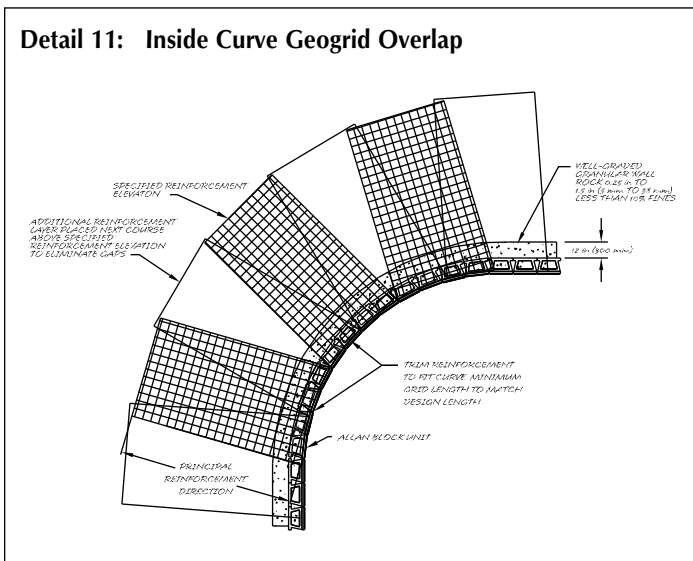 Detail 11: Inside Curve Geogrid Overlap
WELL-GRADED
GRANULAR WALL
ROCK 0.25 in TO
1.5 in (5 mm TO 38 mm)
LESS THAN 10% FINES
SPECIFIED REINFORCEMENT
ELEVATON
ADDITIONAL REINFORCEMENT
LAYER PLACED NEXT COURSE
ABOVE SPECIFIED
REINFORCEMENT ELEVATION
TO ELIMINATE GAPS
12 in (300 mm)
TRIM REINFORCEMENT
TO FIT CURVE. MINIMUM
GRID LENGTH TO MATCH
DESIGN LENGTH
ALLAN BLOCK UNIT
PRINCIPAL
REINFORCEMENT
DIRECTION